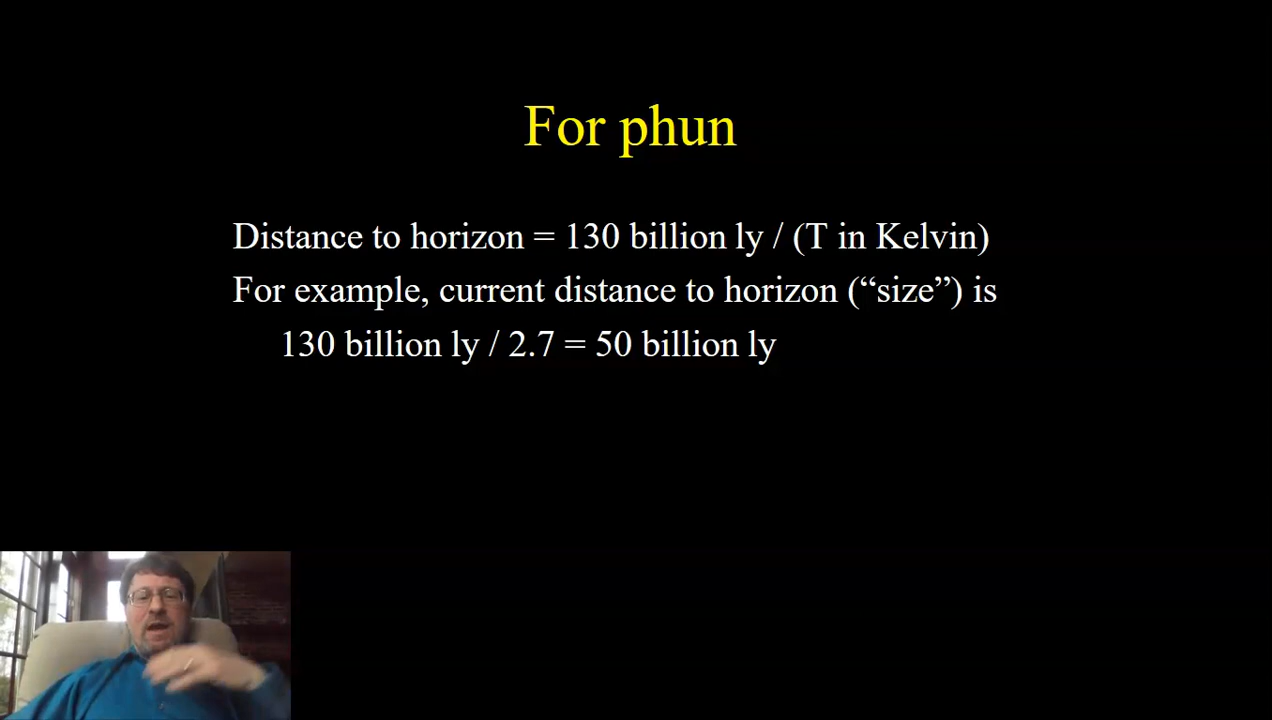 For phun
Distance to horizon = 130 billion ly / (T in Kelvin)
For example, current distance to horizon (“size”) is
130 billion ly / 2.7 = 50 billion ly